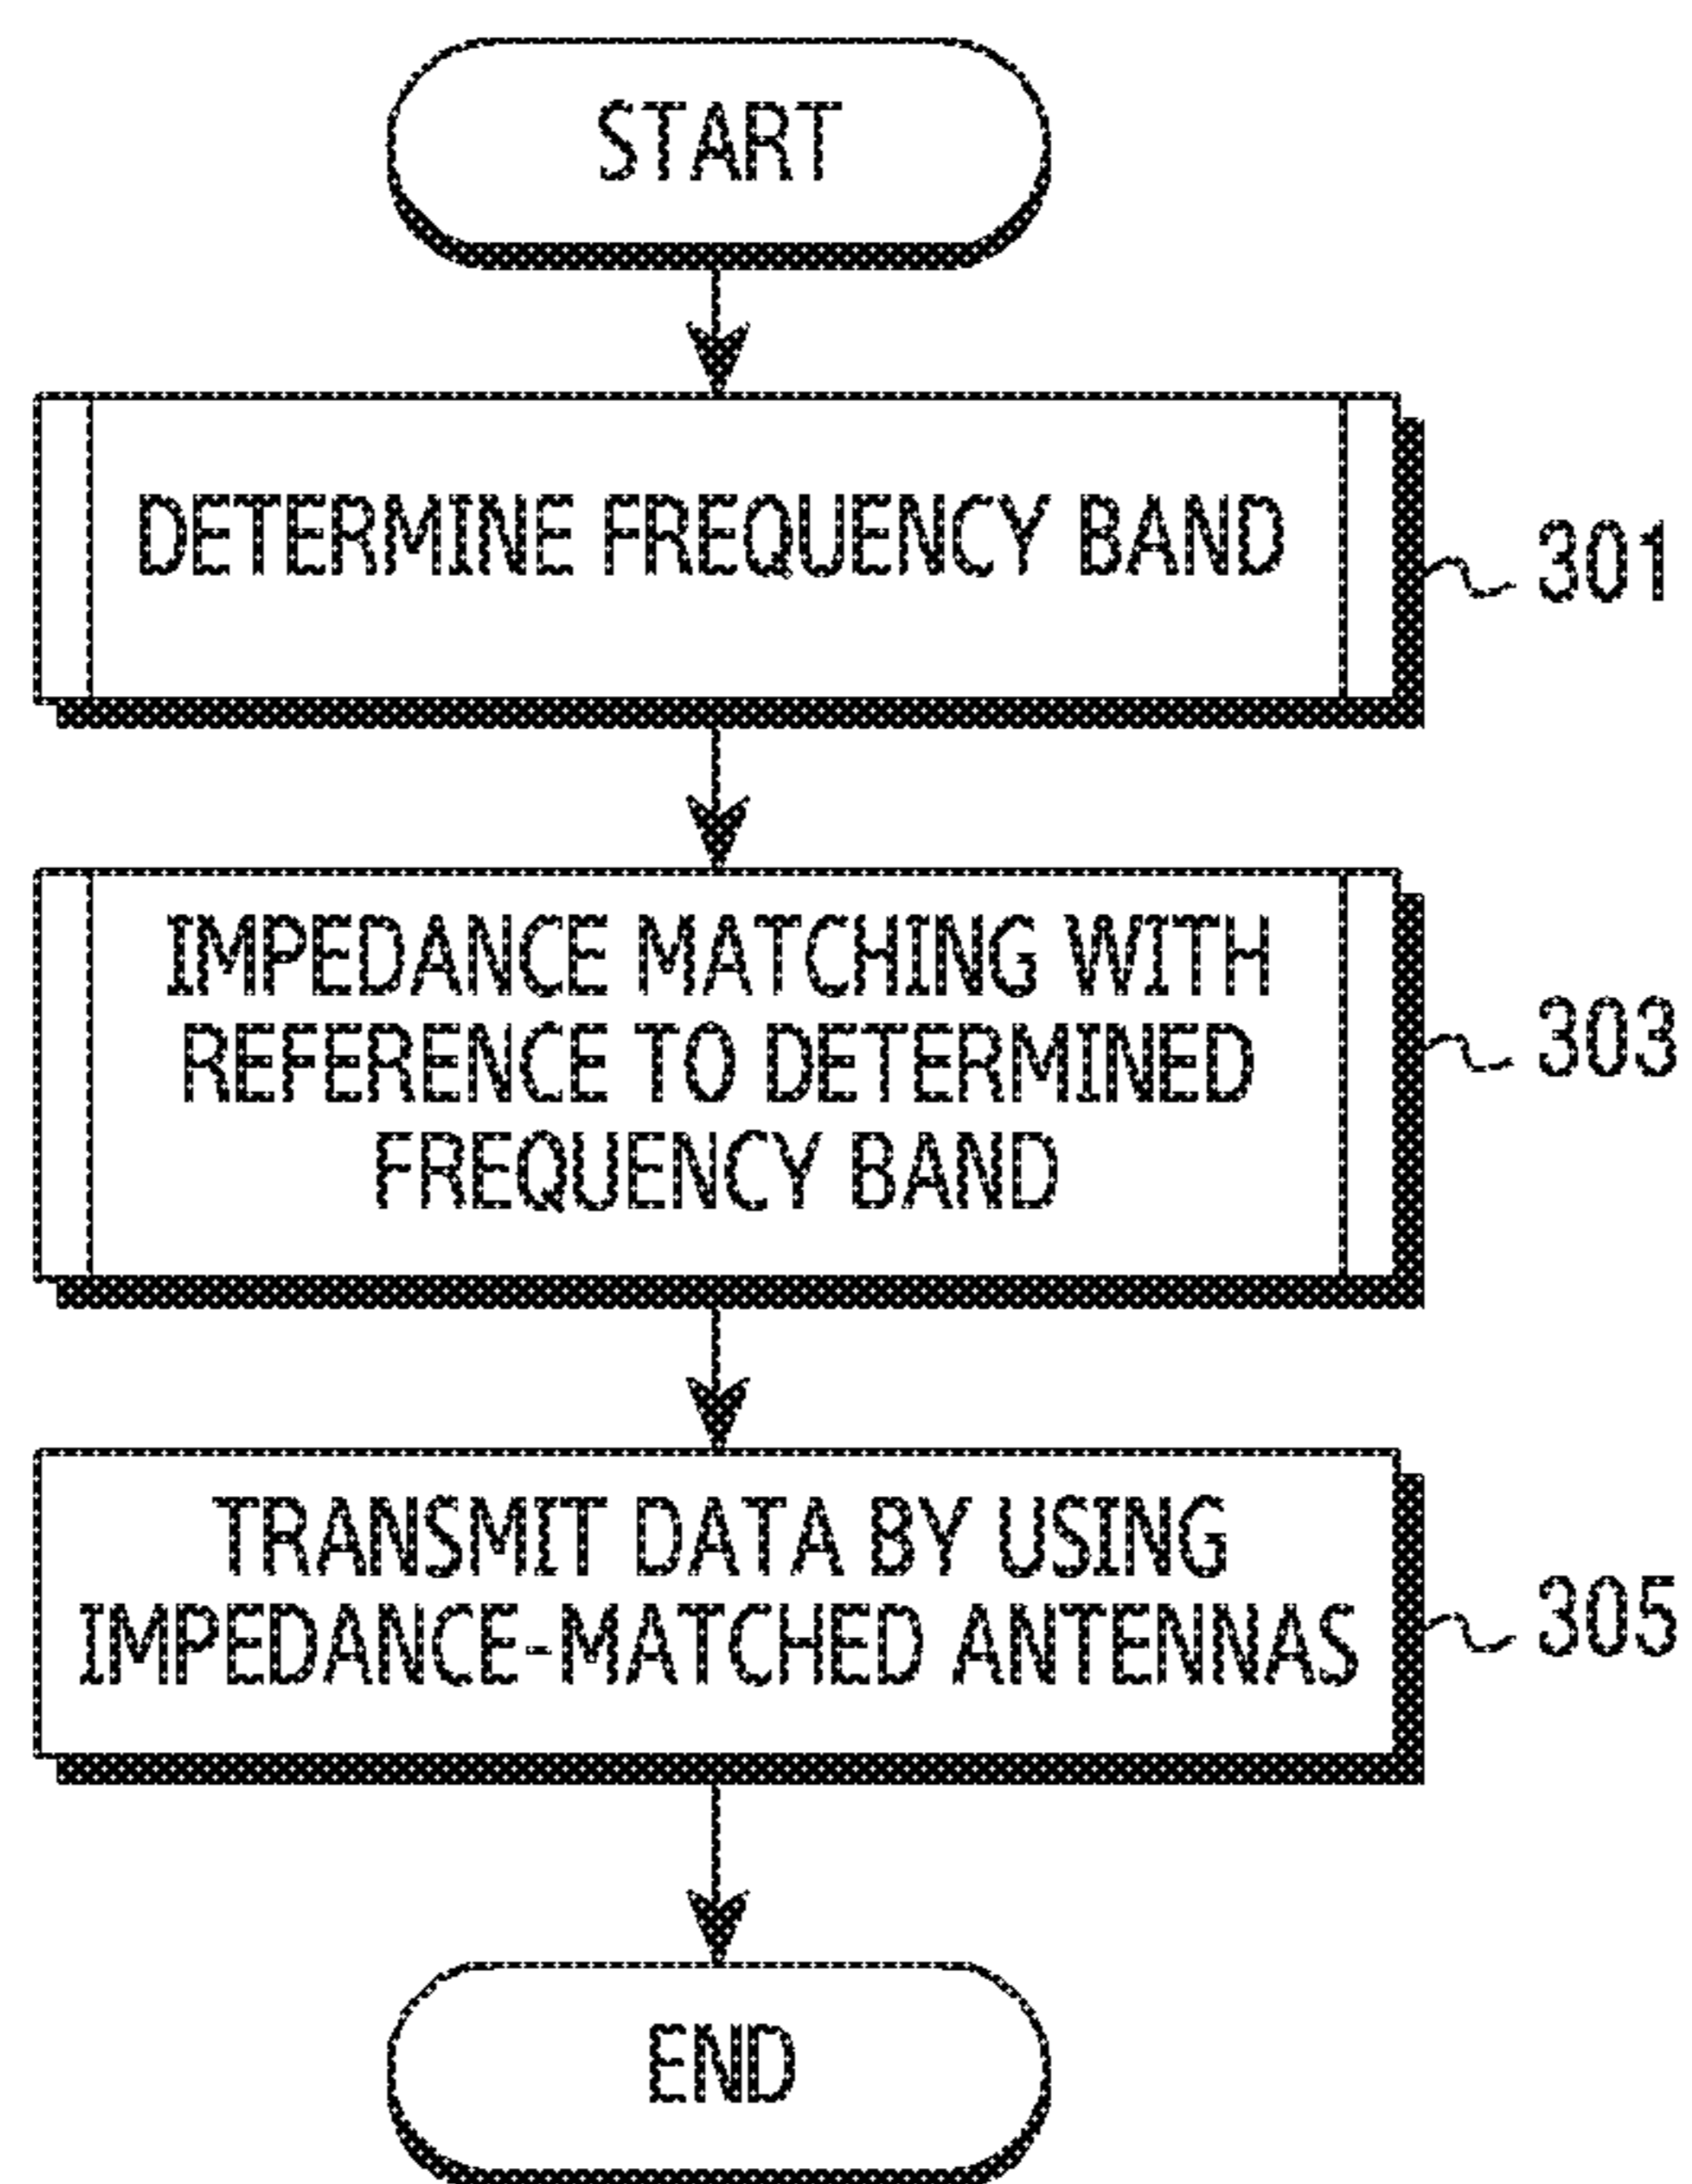 START
DETERMINE FREQUENCY BAND
301
IMPEDANCE MATCHING WITH
REFERENCE TO DETERMINED
FREQUENCY BAND
303
TRANSMIT DATA BY USING
IMPEDANCE-MATCHED ANTENNAS
305
END